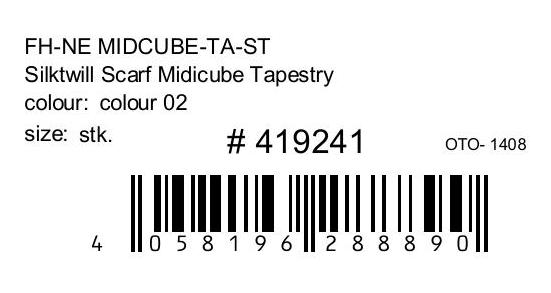 FH-NE MIDCUBE-TA-ST
Silktwill Scarf Midicube Tapestry
colour: colour 02
size: stk.
# 419241
OTO- 1408
4 058196 288890